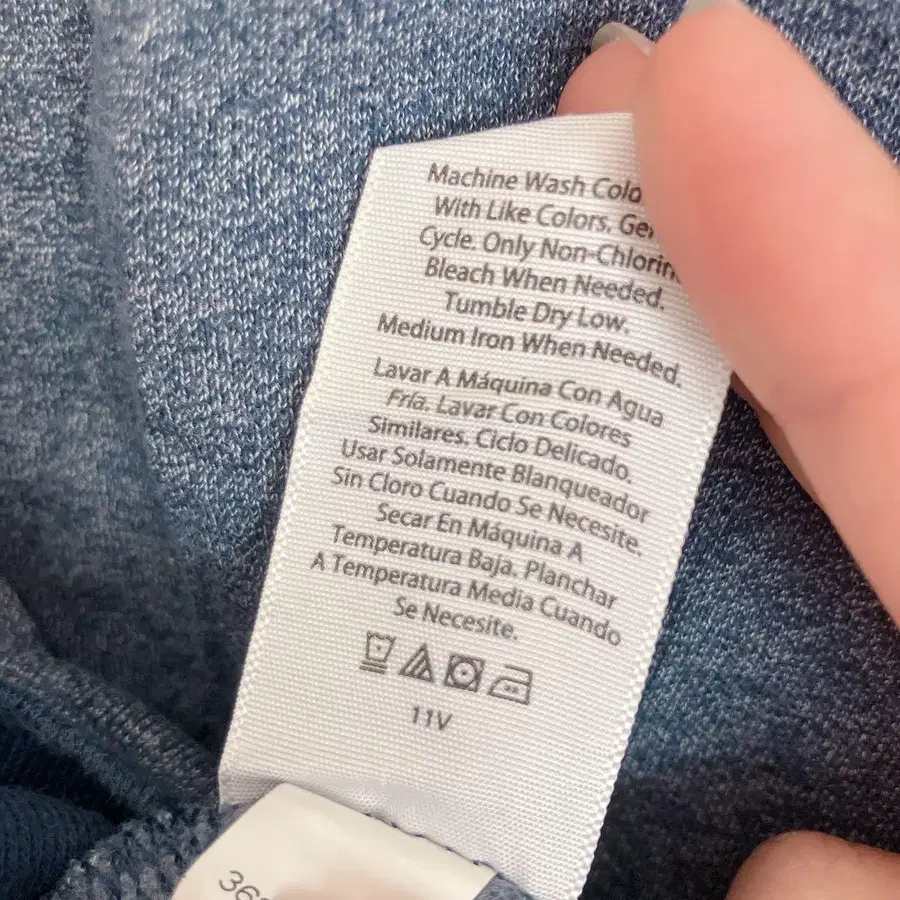 Machine Wash Cold
With Like Colors. Gen
Cycle. Only Non-Chlorin
Bleach When Needed.
Tumble Dry Low.
Medium Iron When Needed.
Lavar A Máquina Con Agua
Fría. Lavar Con Colores
Similares. Ciclo Delicado.
Usar Solamente Blanqueador
Sin Cloro Cuando Se Necesite.
Secar En Máquina A
Temperatura Baja. Planchar
A Temperatura Media Cuando
Se Necesite.
11V